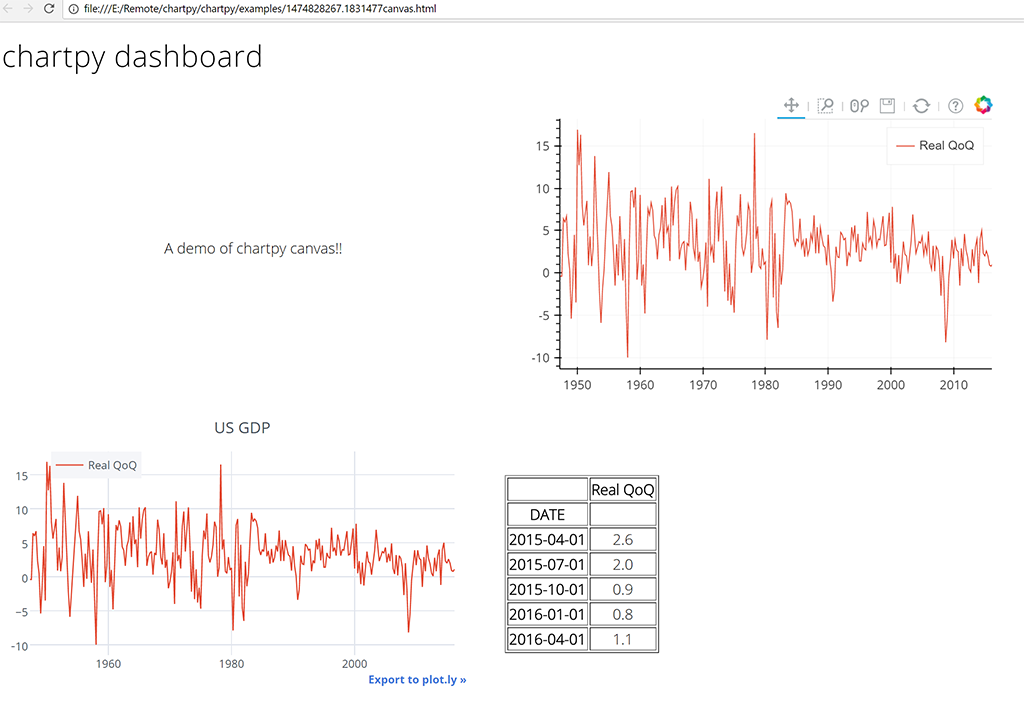 file:///E:/Remote/chartpy/chartpy/examples/1474828267.1831477canvas.html
chartpy dashboard
A demo of chartpy canvas!!
Real QoQ
15
10
5
0
-5
-10
1950 1960 1970 1980 1990 2000 2010
US GDP
Real QoQ
15
10
5
0
−5
−10
1960 1980 2000
Export to plot.ly »
Real QoQ
DATE
2015-04-01 2.6
2015-07-01 2.0
2015-10-01 0.9
2016-01-01 0.8
2016-04-01 1.1